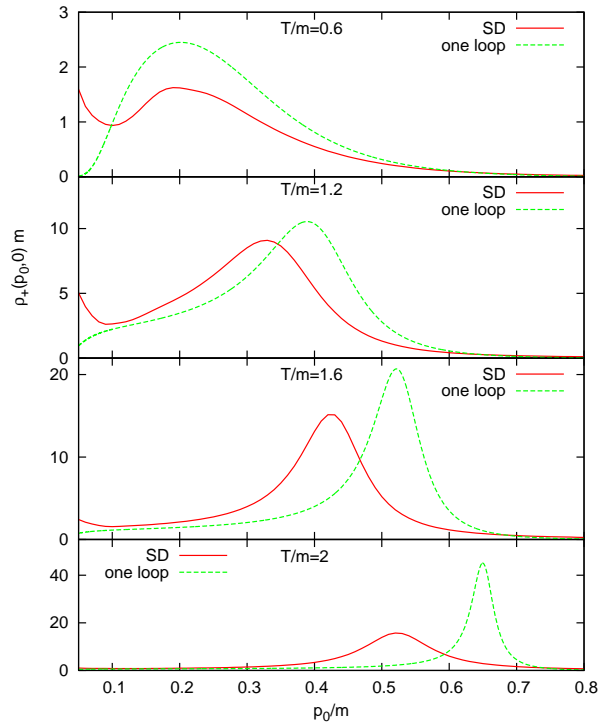 T/m=0.6
SD
one loop
3
2
1
0
T/m=1.2
SD
one loop
10
5
0
ρ₊(p₀,0) m
T/m=1.6
SD
one loop
20
10
0
T/m=2
SD
one loop
40
20
0
0.1 0.2 0.3 0.4 0.5 0.6 0.7 0.8
p₀/m